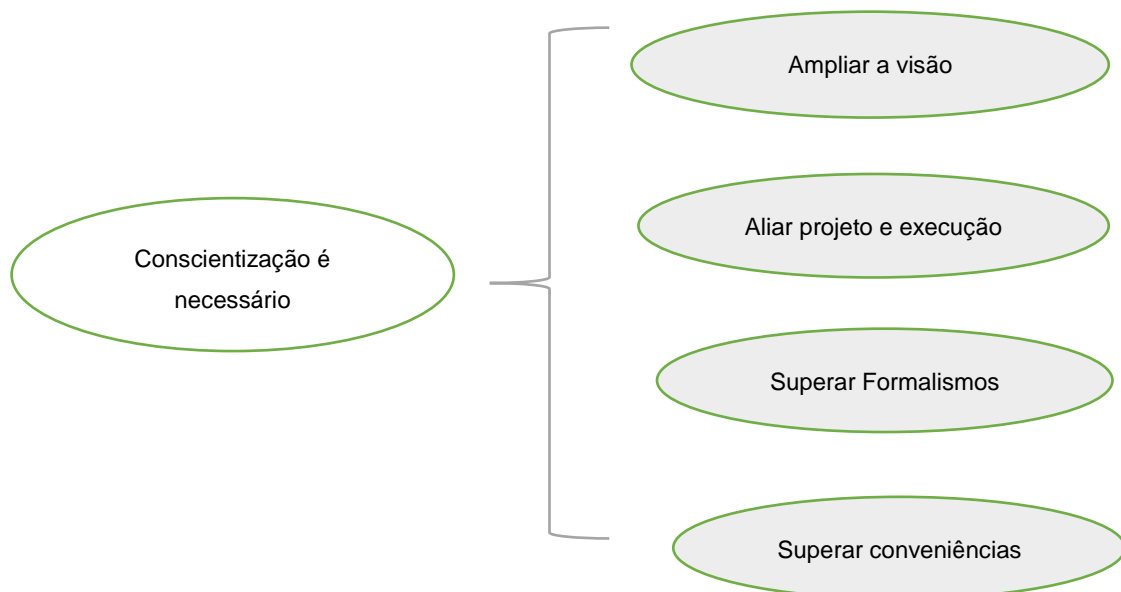 Ampliar a visão
Aliar projeto e execução
Conscientização é
necessário
Superar Formalismos
Superar conveniências